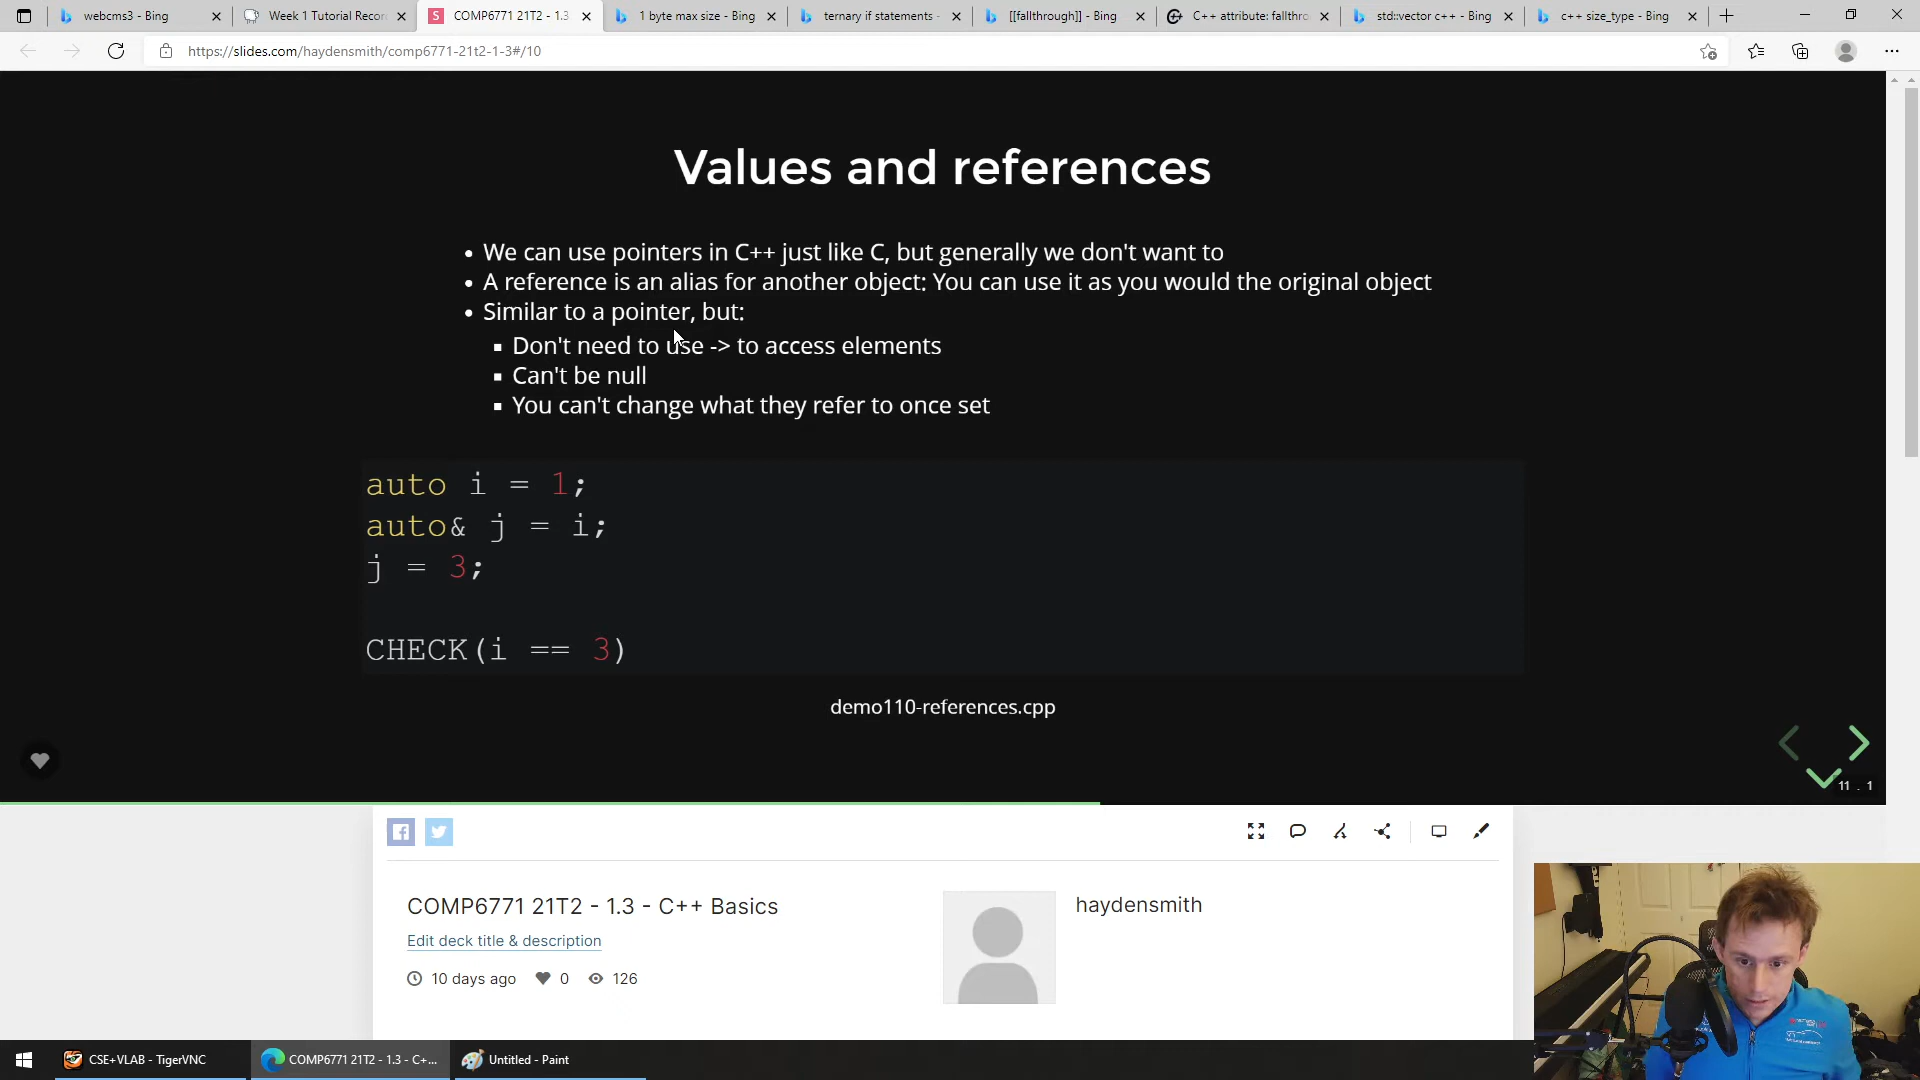 webcms3 - Bing
Week 1 Tutorial Recor
COMP6771 21T2 - 1.3
1 byte max size - Bing
ternary if statements -
[[fallthrough]] - Bing
C++ attribute: fallthro
std::vector c++ - Bing
c++ size_type - Bing
https://slides.com/haydensmith/comp6771-21t2-1-3#/10
Values and references
• We can use pointers in C++ just like C, but generally we don't want to
• A reference is an alias for another object: You can use it as you would the original object
• Similar to a pointer, but:
▪ Don't need to use -> to access elements
▪ Can't be null
▪ You can't change what they refer to once set
auto i = 1;
auto& j = i;
j = 3;
CHECK(i == 3)
demo110-references.cpp
11 . 1
COMP6771 21T2 - 1.3 - C++ Basics
haydensmith
Edit deck title & description
10 days ago 0 126
CSE+VLAB - TigerVNC
COMP6771 21T2 - 1.3 - C+...
Untitled - Paint